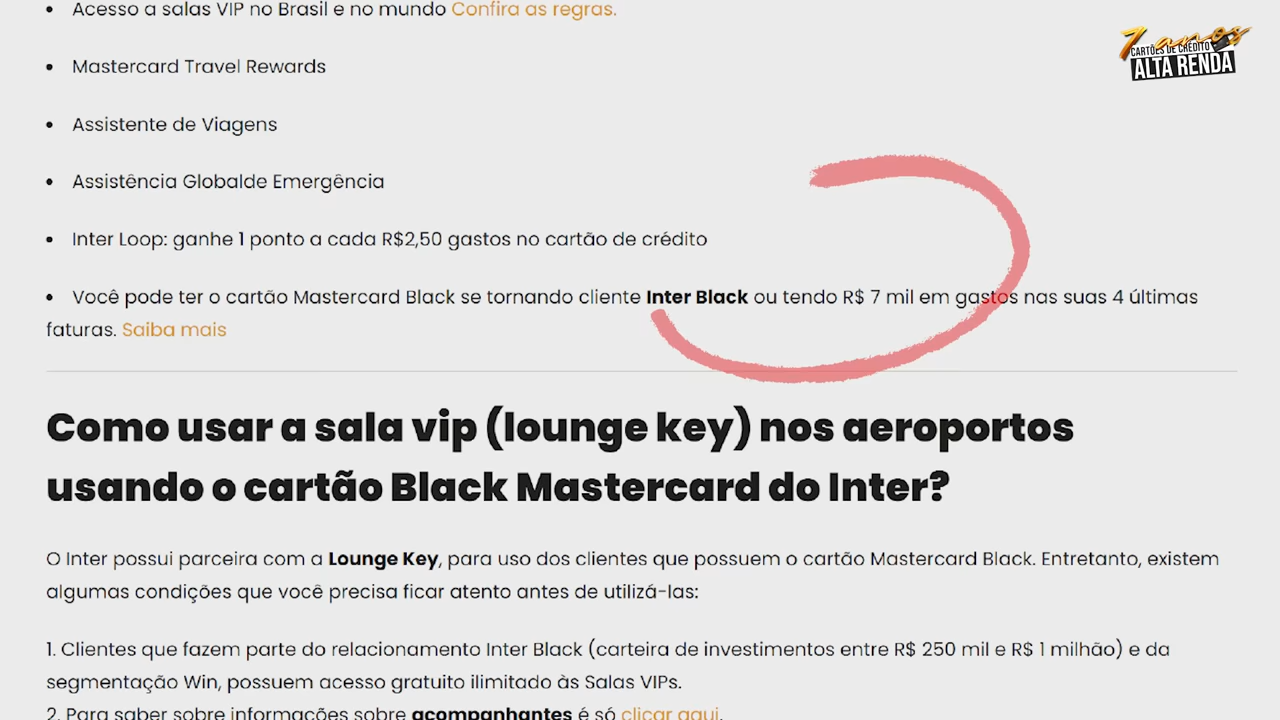 Acesso a salas VIP no Brasil e no mundo Confira as regras.
7 anos
CARTÕES DE CRÉDITO
ALTA RENDA
Mastercard Travel Rewards
Assistente de Viagens
Assistência Globalde Emergência
Inter Loop: ganhe 1 ponto a cada R$2,50 gastos no cartão de crédito
Você pode ter o cartão Mastercard Black se tornando cliente Inter Black ou tendo R$ 7 mil em gastos nas suas 4 últimas
faturas. Saiba mais
Como usar a sala vip (lounge key) nos aeroportos
usando o cartão Black Mastercard do Inter?
O Inter possui parceira com a Lounge Key, para uso dos clientes que possuem o cartão Mastercard Black. Entretanto, existem
algumas condições que você precisa ficar atento antes de utilizá-las:
1. Clientes que fazem parte do relacionamento Inter Black (carteira de investimentos entre R$ 250 mil e R$ 1 milhão) e da
segmentação Win, possuem acesso gratuito ilimitado às Salas VIPs.
2. Para saber sobre informações sobre acompanhantes é só clicar aqui.